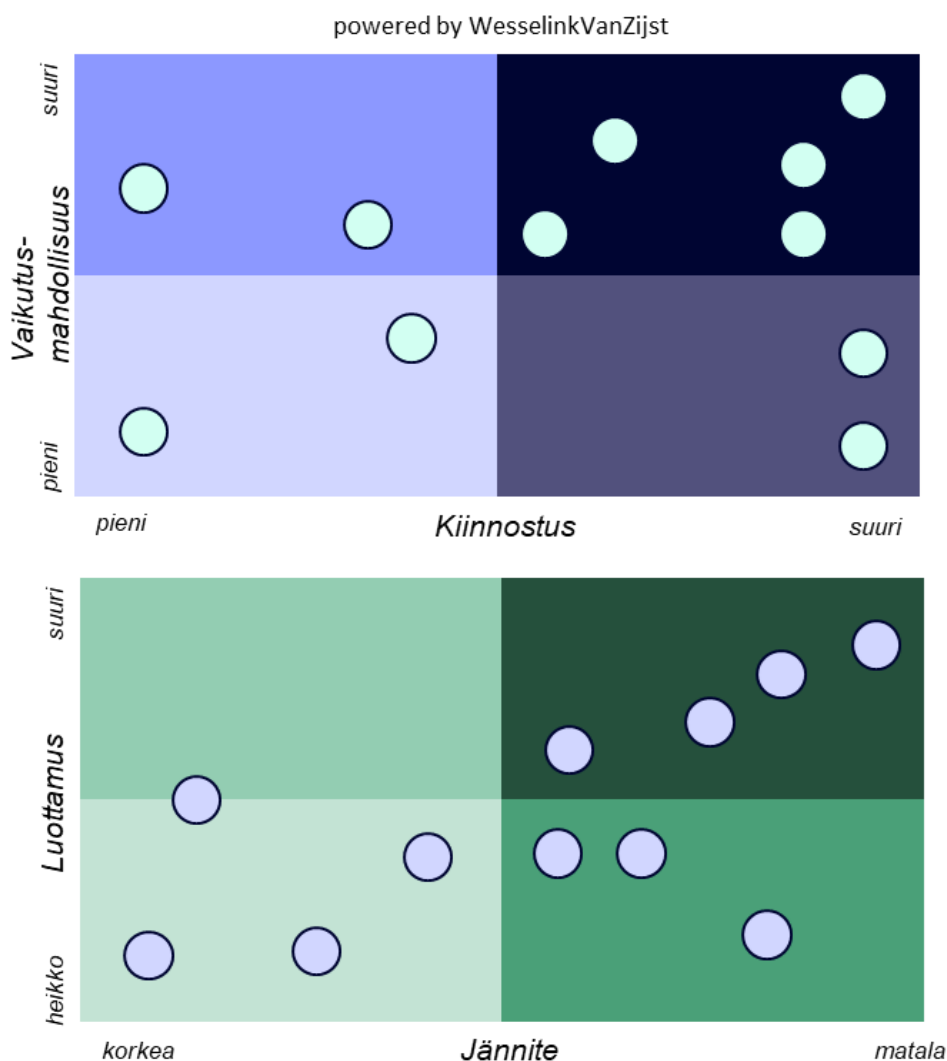 powered by WesselinkVanZijst
suuri
Vaikutus-
mahdollisuus
pieni
pieni
Kiinnostus
suuri
suuri
Luottamus
heikko
korkea
Jännite
matala